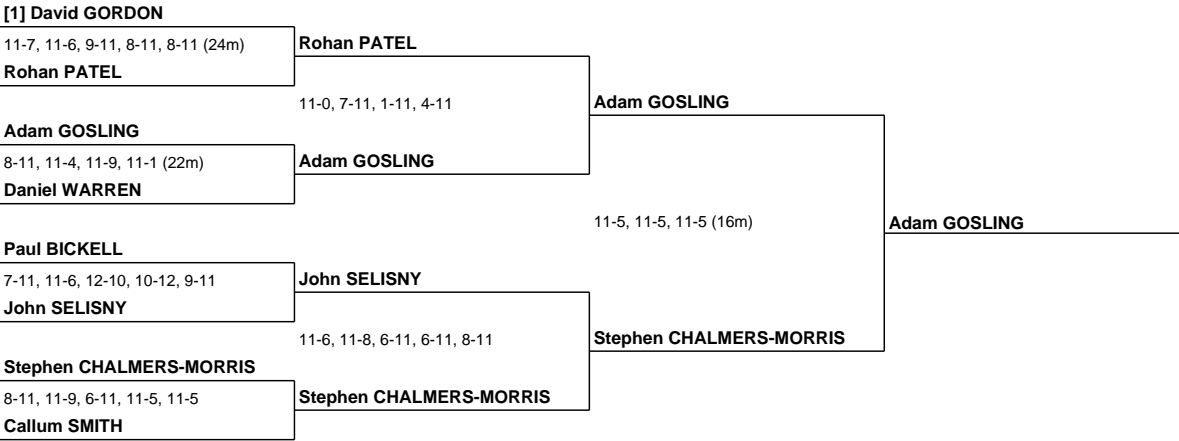 [1] David GORDON
11-7, 11-6, 9-11, 8-11, 8-11 (24m)
Rohan PATEL
Rohan PATEL
11-0, 7-11, 1-11, 4-11
Adam GOSLING
Adam GOSLING
8-11, 11-4, 11-9, 11-1 (22m)
Adam GOSLING
Daniel WARREN
11-5, 11-5, 11-5 (16m)
Adam GOSLING
Paul BICKELL
7-11, 11-6, 12-10, 10-12, 9-11
John SELISNY
John SELISNY
11-6, 11-8, 6-11, 6-11, 8-11
Stephen CHALMERS-MORRIS
Stephen CHALMERS-MORRIS
8-11, 11-9, 6-11, 11-5, 11-5
Stephen CHALMERS-MORRIS
Callum SMITH